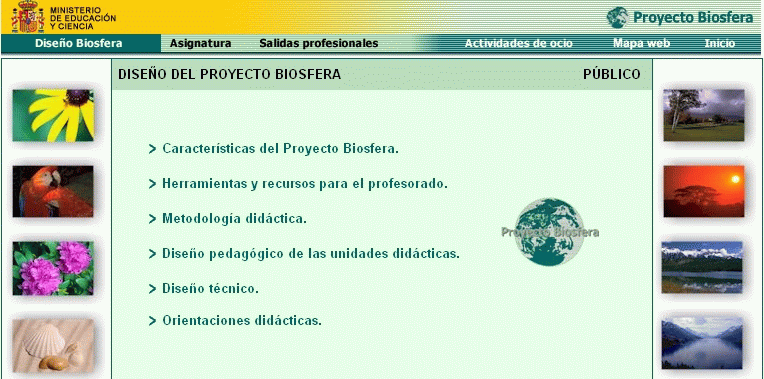 MINISTERIO
DE EDUCACIÓN
Y CIENCIA
Proyecto Biosfera
Diseño Biosfera
Asignatura
Salidas profesionales
Actividades de ocio
Mapa web
Inicio
DISEÑO DEL PROYECTO BIOSFERA
PÚBLICO
> Características del Proyecto Biosfera.
> Herramientas y recursos para el profesorado.
> Metodología didáctica.
> Diseño pedagógico de las unidades didácticas.
> Diseño técnico.
> Orientaciones didácticas.
Proyecto Biosfera